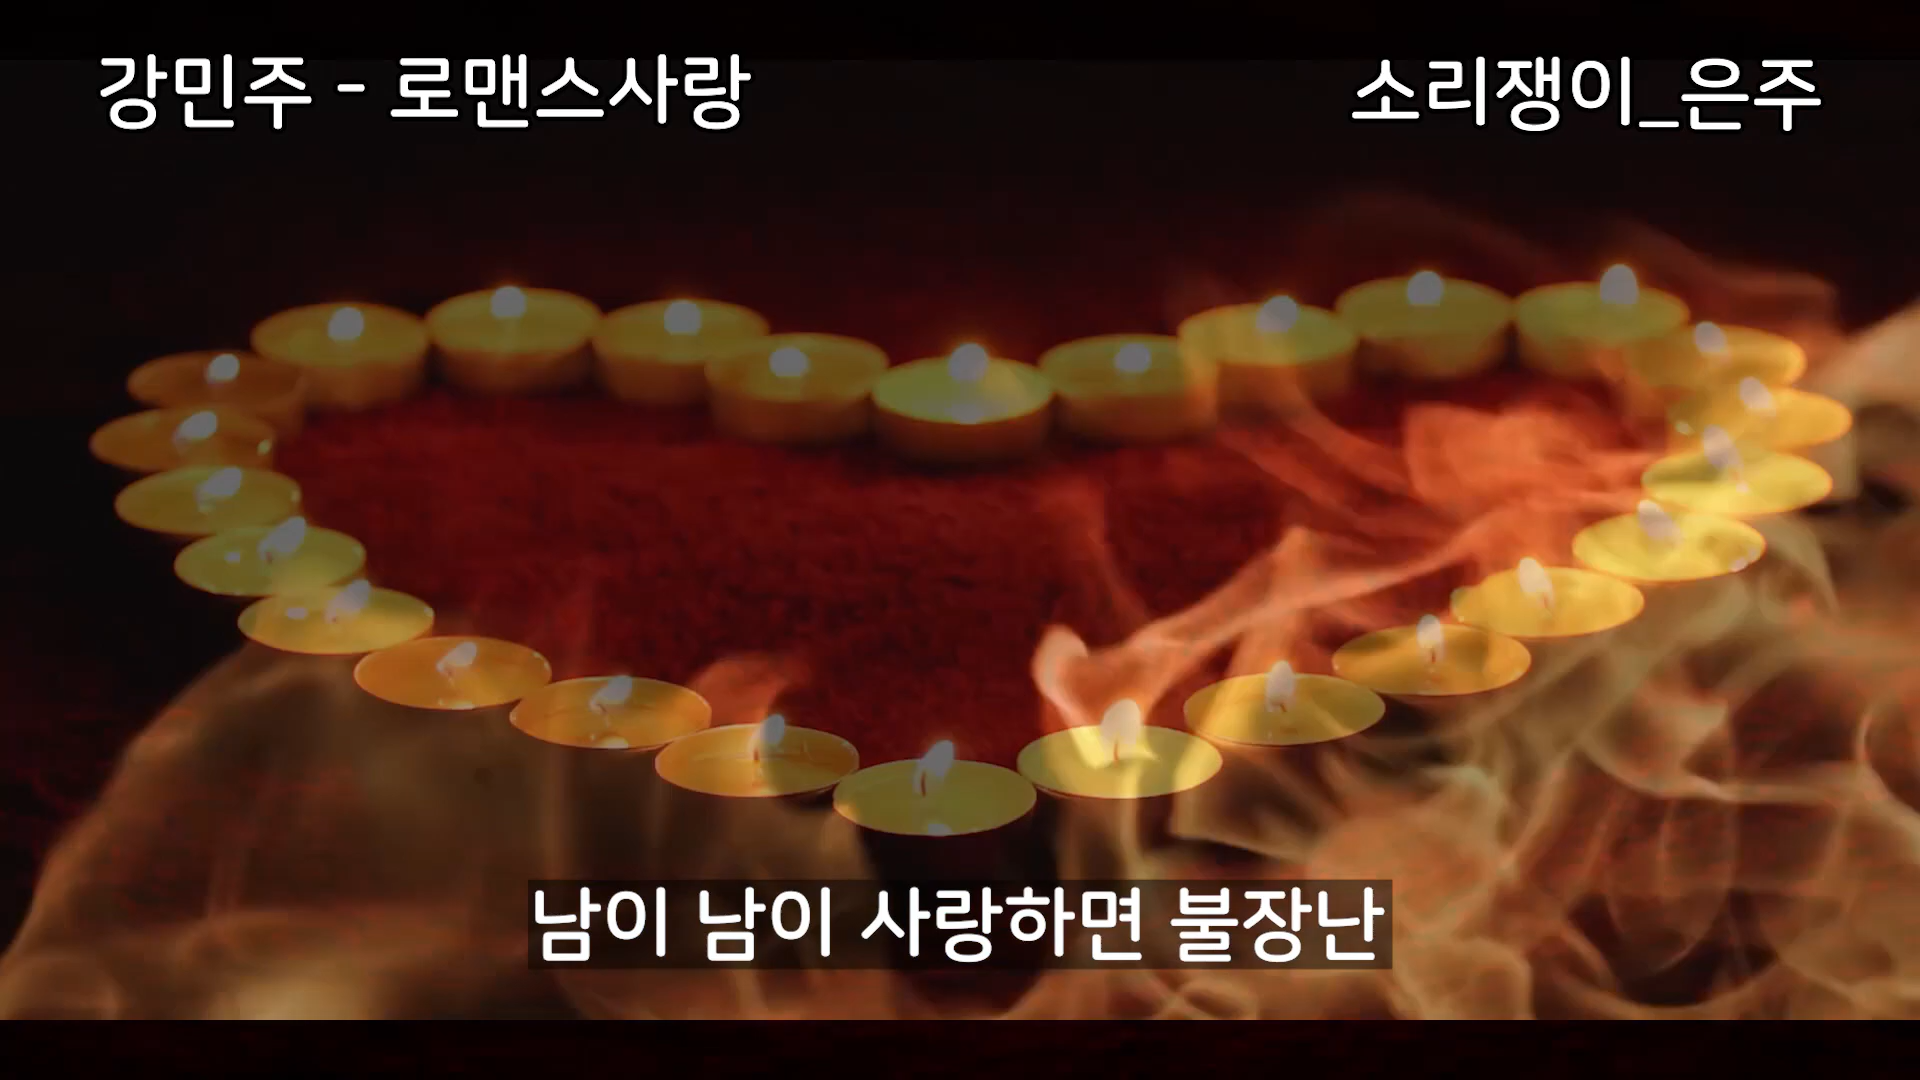 강민주 - 로맨스사랑
소리쟁이_은주
남이 남이 사랑하면 불장난